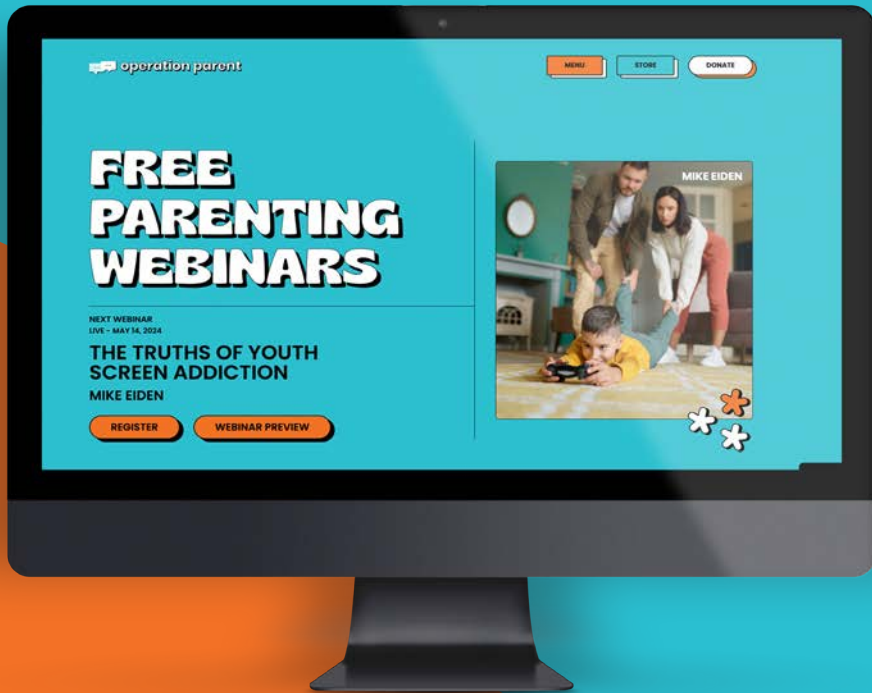 operation parent
MENU
STORE
DONATE
FREE
PARENTING
WEBINARS
MIKE EIDEN
NEXT WEBINAR
LIVE - MAY 14, 2024
THE TRUTHS OF YOUTH
SCREEN ADDICTION
MIKE EIDEN
REGISTER
WEBINAR PREVIEW